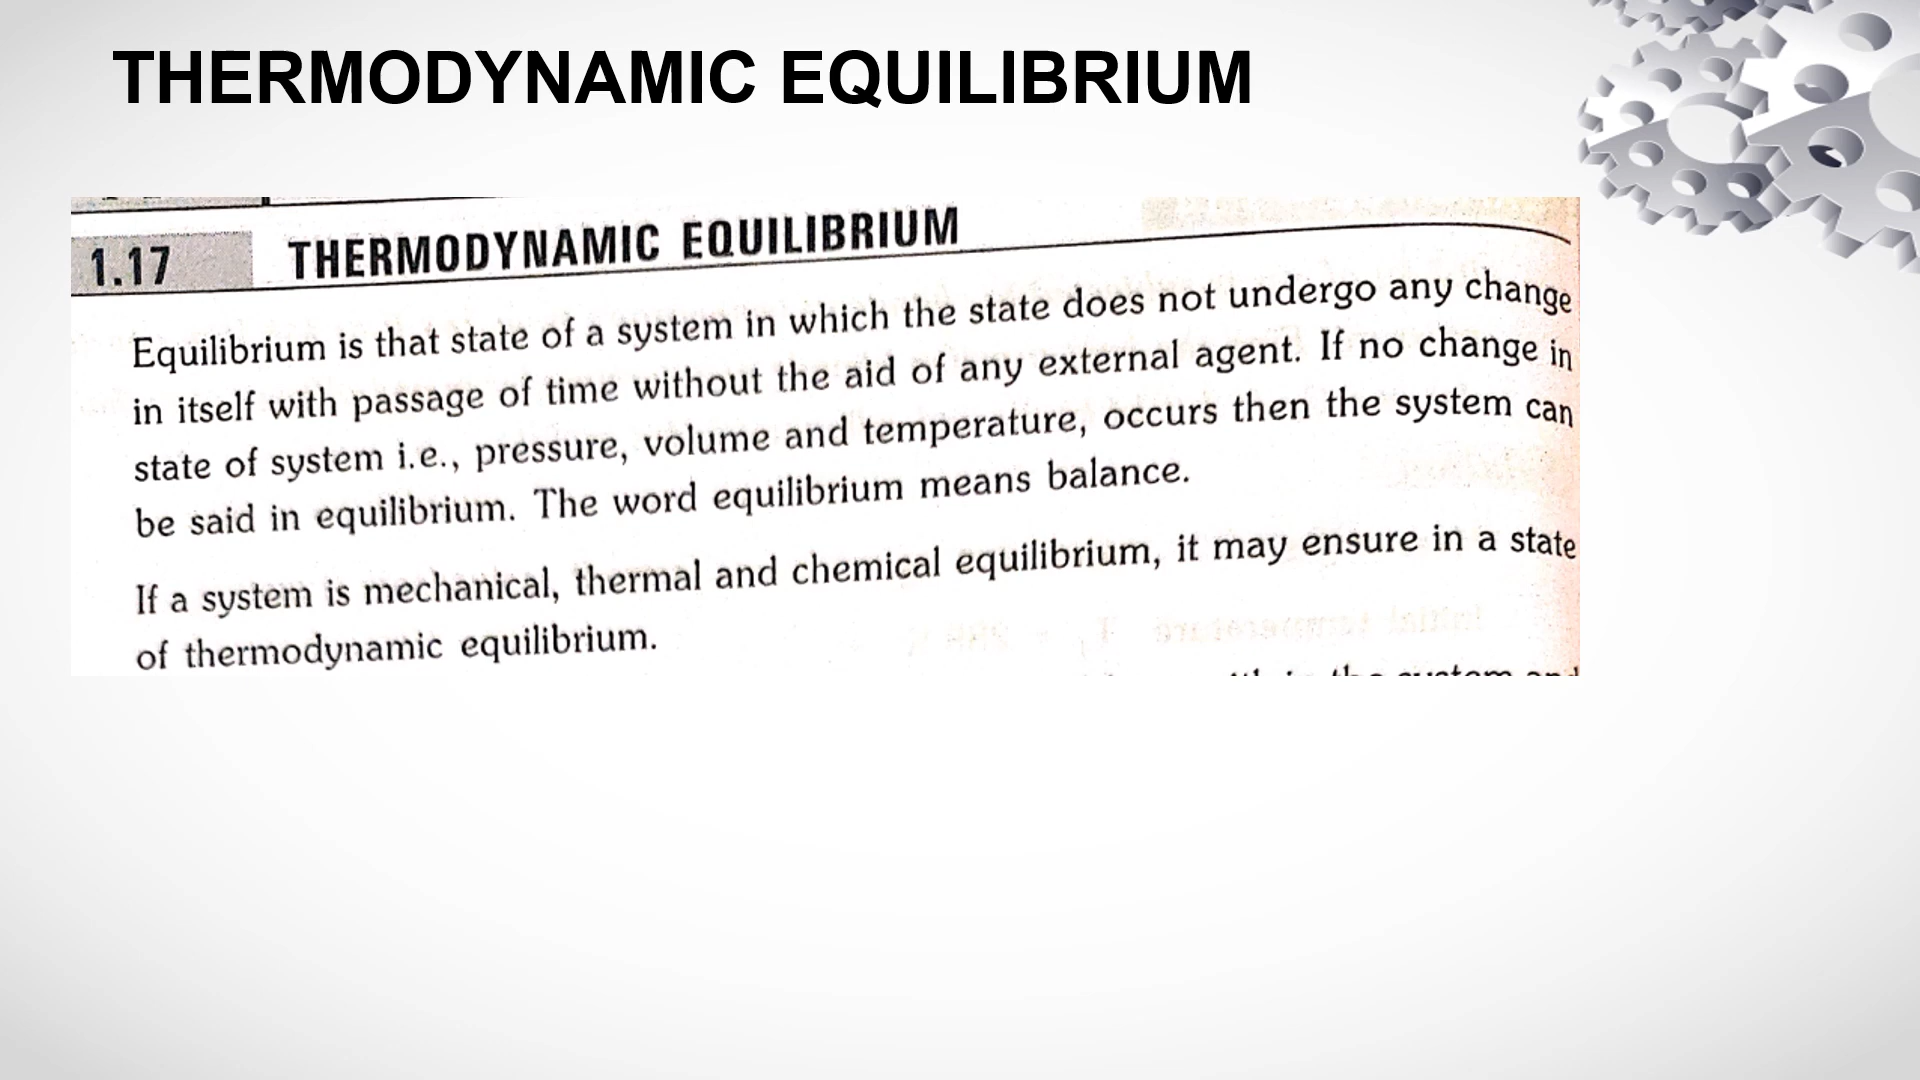 THERMODYNAMIC EQUILIBRIUM
1.17 THERMODYNAMIC EQUILIBRIUM
Equilibrium is that state of a system in which the state does not undergo any change
in itself with passage of time without the aid of any external agent. If no change in
state of system i.e., pressure, volume and temperature, occurs then the system can
be said in equilibrium. The word equilibrium means balance.
If a system is mechanical, thermal and chemical equilibrium, it may ensure in a state
of thermodynamic equilibrium.